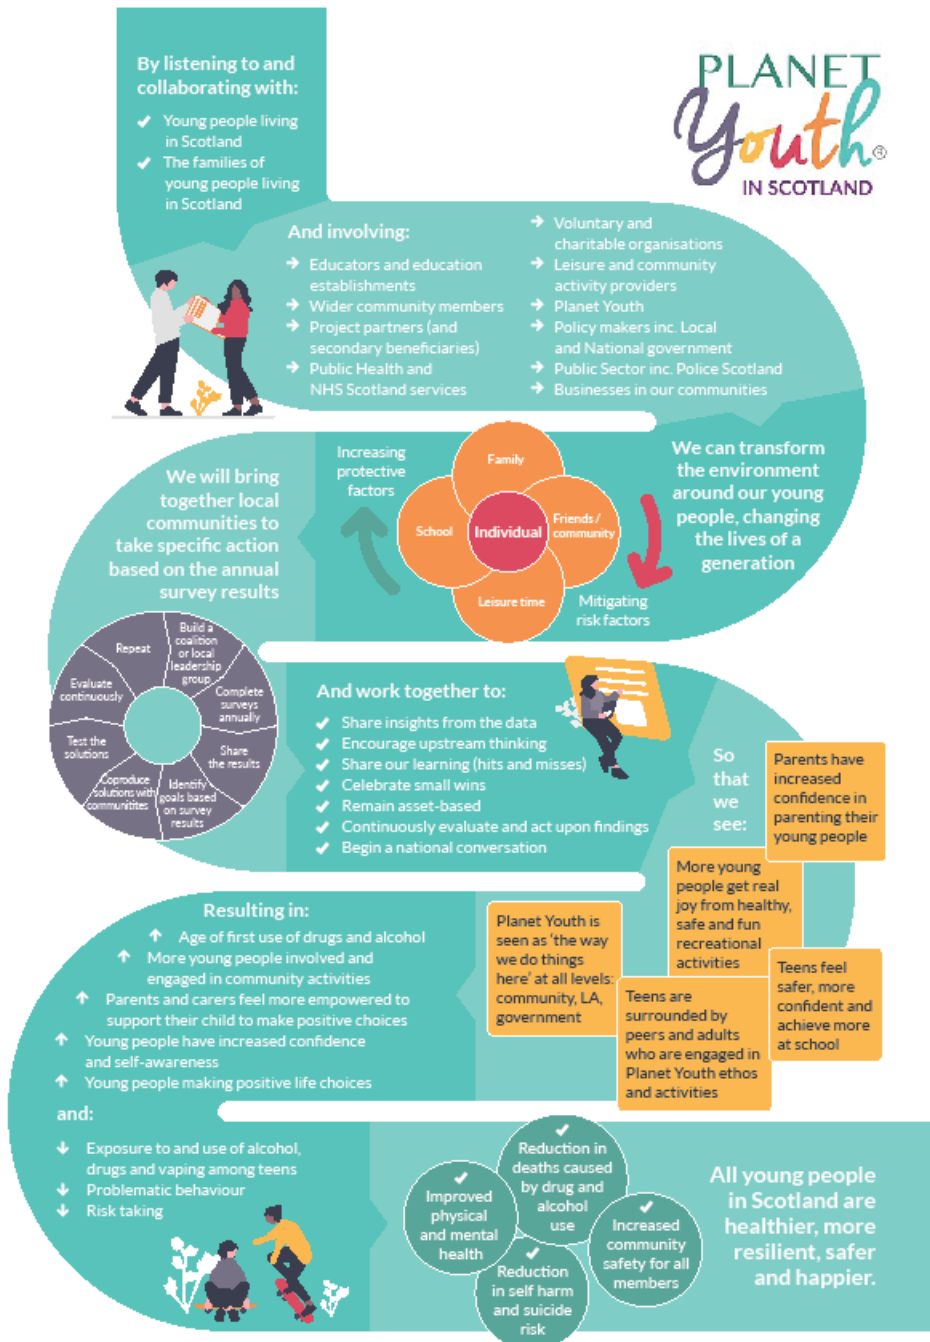 By listening to and
collaborating with:
✓ Young people living
in Scotland
✓ The families of
young people living
in Scotland
PLANET
Youth®
IN SCOTLAND
And involving:
→ Educators and education
establishments
→ Wider community members
→ Project partners (and
secondary beneficiaries)
→ Public Health and
NHS Scotland services
→ Voluntary and
charitable organisations
→ Leisure and community
activity providers
→ Planet Youth
→ Policy makers inc. Local
and National government
→ Public Sector inc. Police Scotland
→ Businesses in our communities
We can transform
the environment
around our young
people, changing
the lives of a
generation
Increasing
protective
factors
Family
School
Individual
Friends /
community
Leisure time
Mitigating
risk factors
We will bring
together local
communities to
take specific action
based on the annual
survey results
Build a
coalition
or local
leadership
group
Complete
surveys
annually
Share
the results
Identify
goals based
on survey
results
Coproduce
solutions with
communitites
Test the
solutions
Evaluate
continuously
Repeat
And work together to:
✓ Share insights from the data
✓ Encourage upstream thinking
✓ Share our learning (hits and misses)
✓ Celebrate small wins
✓ Remain asset-based
✓ Continuously evaluate and act upon findings
✓ Begin a national conversation
So
that
we
see:
Parents have
increased
confidence in
parenting their
young people
More young
people get real
joy from healthy,
safe and fun
recreational
activities
Teens feel
safer, more
confident and
achieve more
at school
Teens are
surrounded by
peers and adults
who are engaged in
Planet Youth ethos
and activities
Planet Youth is
seen as ‘the way
we do things
here’ at all levels:
community, LA,
government
Resulting in:
↑ Age of first use of drugs and alcohol
↑ More young people involved and
engaged in community activities
↑ Parents and carers feel more empowered to
support their child to make positive choices
↑ Young people have increased confidence
and self-awareness
↑ Young people making positive life choices
and:
↓ Exposure to and use of alcohol,
drugs and vaping among teens
↓ Problematic behaviour
↓ Risk taking
✓
Improved
physical
and mental
health
✓
Reduction in
deaths caused
by drug and
alcohol
use
✓
Reduction
in self harm
and suicide
risk
✓
Increased
community
safety for all
members
All young people
in Scotland are
healthier, more
resilient, safer
and happier.